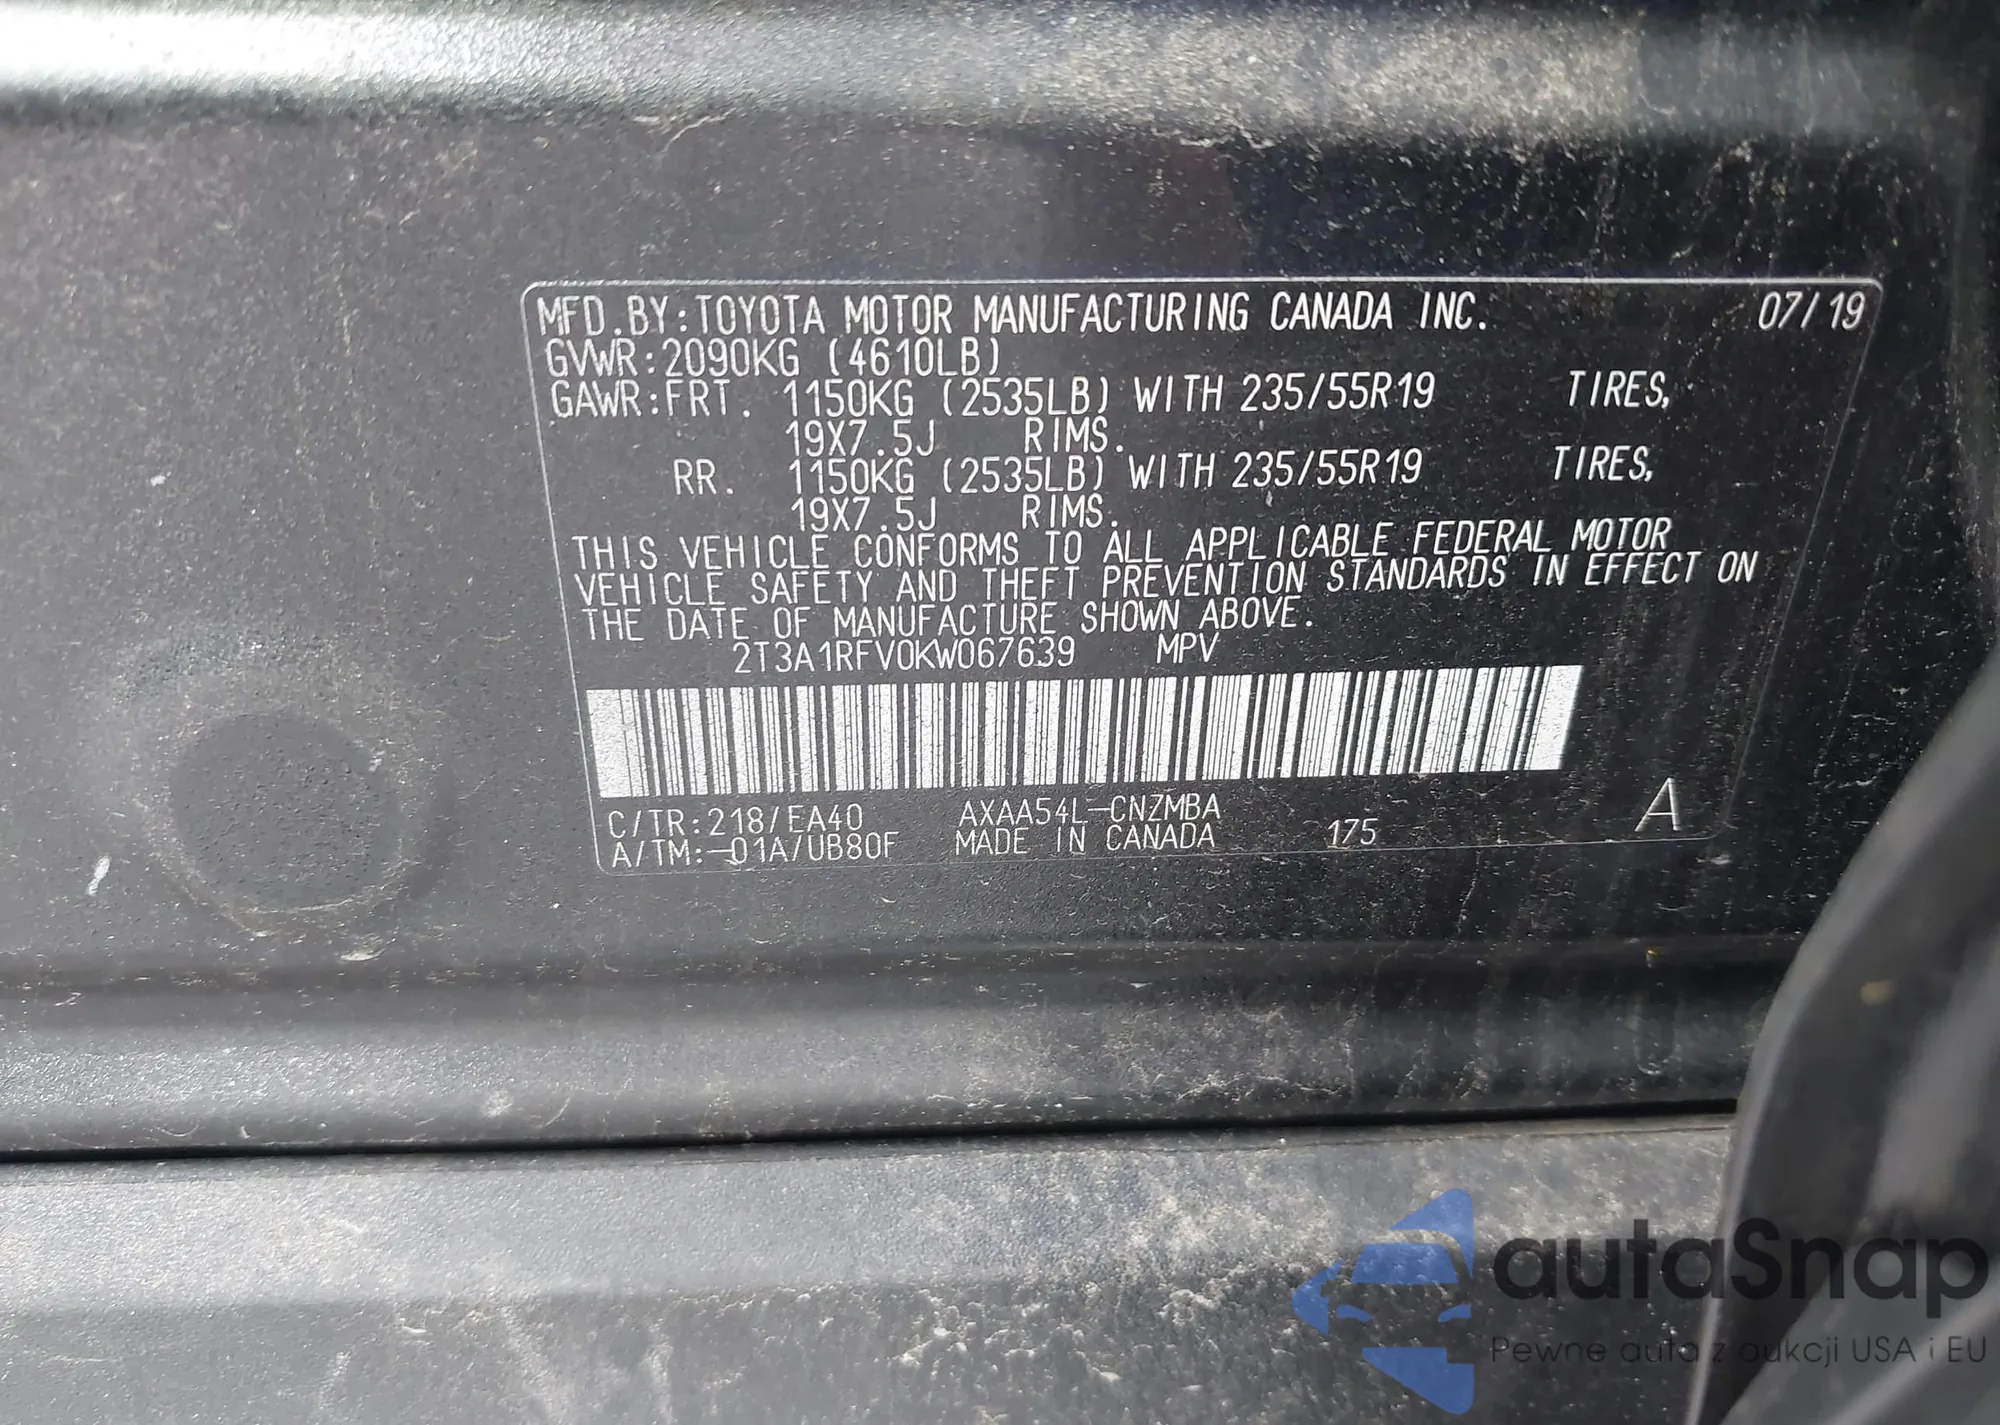 MFD.BY:TOYOTA MOTOR MANUFACTURING CANADA INC. 07/19
GVWR:2090KG (4610LB)
GAWR:FRT. 1150KG (2535LB) WITH 235/55R19 TIRES,
19X7.5J RIMS.
RR. 1150KG (2535LB) WITH 235/55R19 TIRES,
19X7.5J RIMS.
THIS VEHICLE CONFORMS TO ALL APPLICABLE FEDERAL MOTOR
VEHICLE SAFETY AND THEFT PREVENTION STANDARDS IN EFFECT ON
THE DATE OF MANUFACTURE SHOWN ABOVE.
2T3A1RFV0KW067639 MPV
C/TR:218/EA40 AXAA54L-CNZMBA A
A/TM:-01A/UB80F MADE IN CANADA 175
autaSnap
Pewne auta z aukcji USA i EU